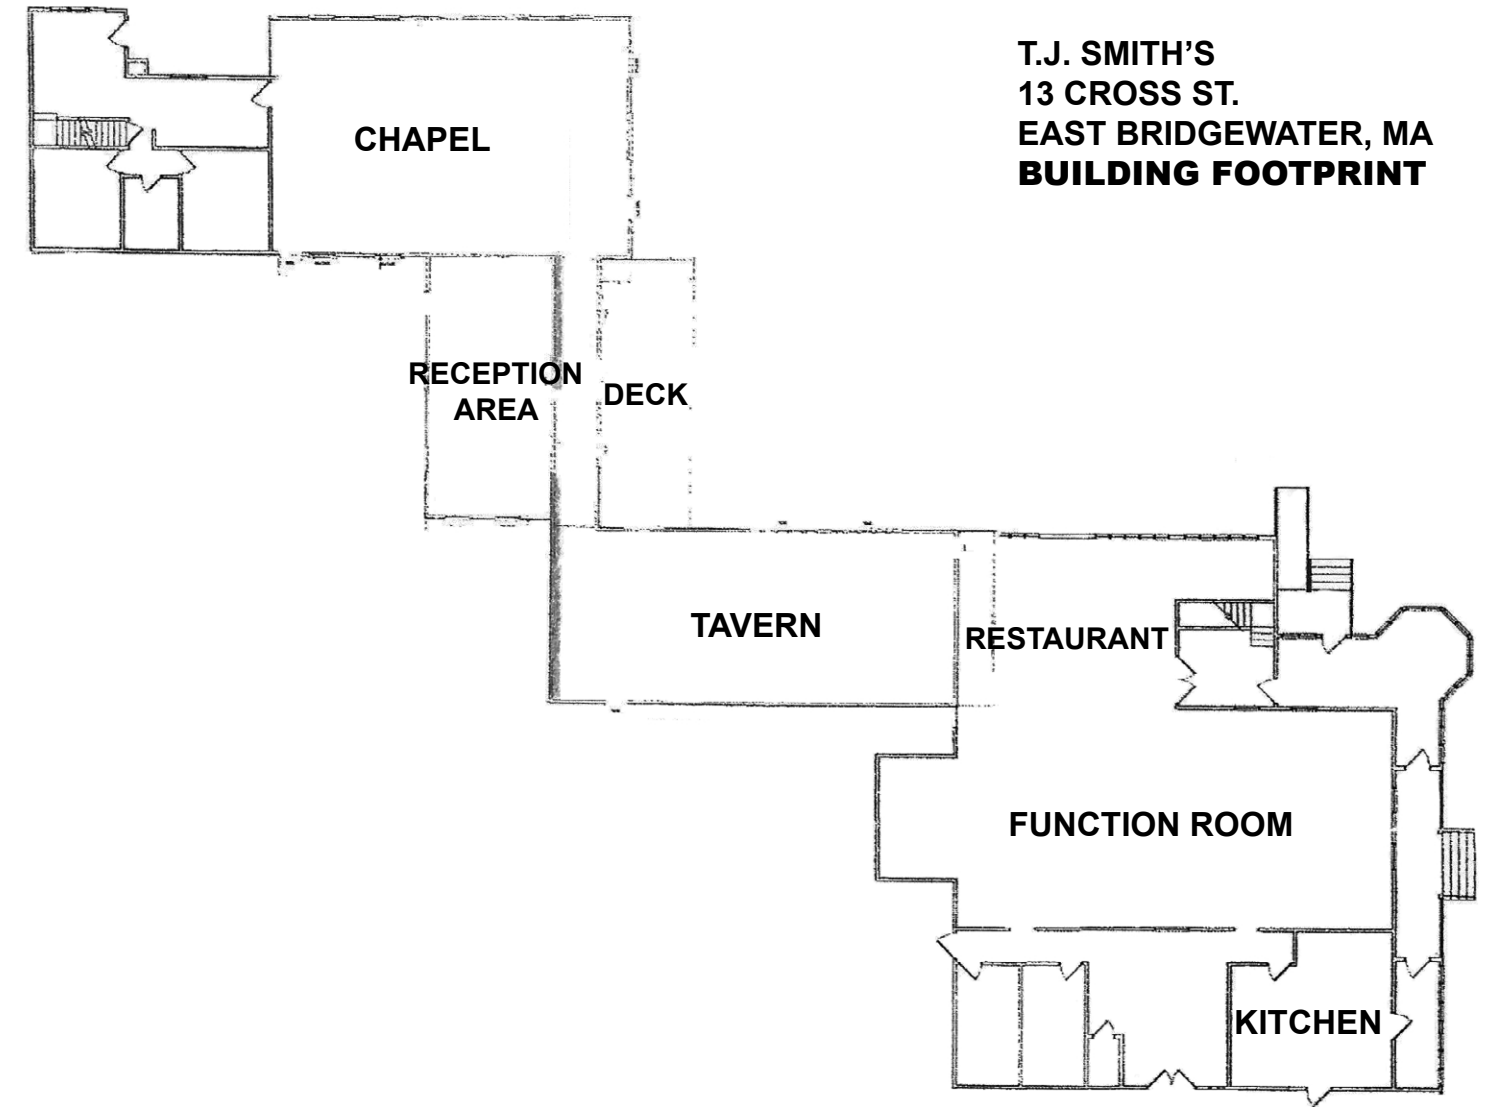 T.J. SMITH’S
13 CROSS ST.
EAST BRIDGEWATER, MA
BUILDING FOOTPRINT
CHAPEL
RECEPTION
AREA
DECK
TAVERN
RESTAURANT
FUNCTION ROOM
KITCHEN